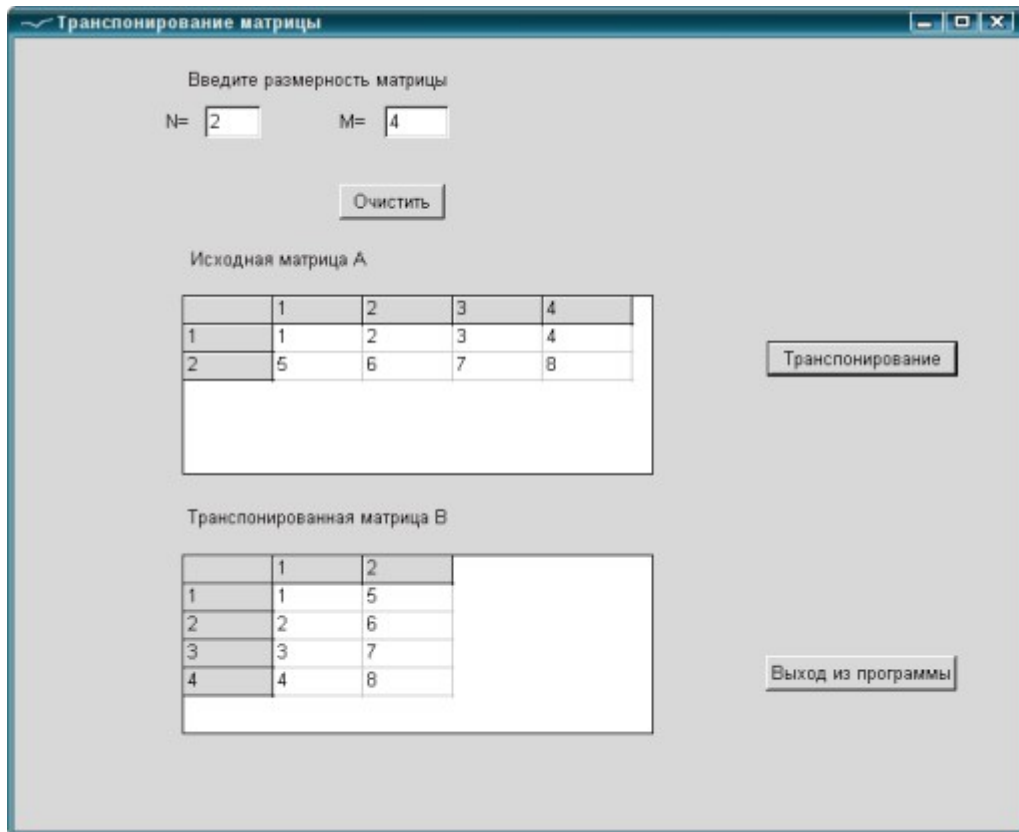 Транспонирование матрицы
Введите размерность матрицы
N= 2 M= 4
Очистить
Исходная матрица A
1 2 3 4
1 1 2 3 4
2 5 6 7 8
Транспонирование
Транспонированная матрица B
1 2
1 1 5
2 2 6
3 3 7
4 4 8
Выход из программы